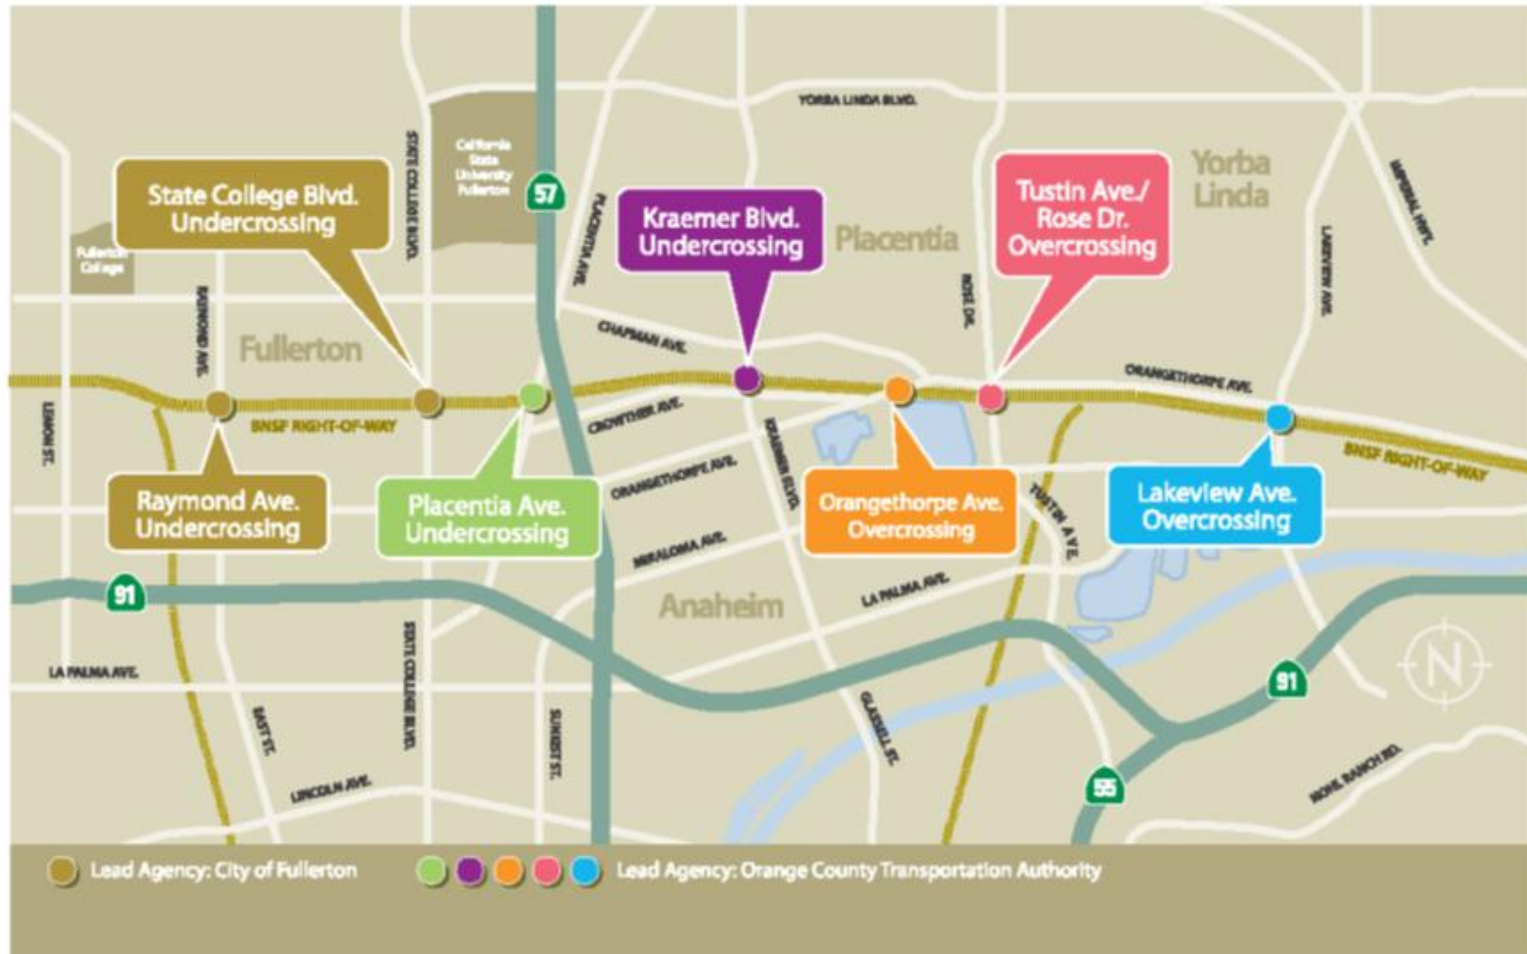 YORBA LINDA BLVD.
California
State
University
Fullerton
STATE COLLEGE BLVD.
57
PLACENTIA AVE.
State College Blvd.
Undercrossing
Kraemer Blvd.
Undercrossing
Placentia
Tustin Ave./
Rose Dr.
Overcrossing
Yorba
Linda
IMPERIAL HWY.
LAKEVIEW AVE.
Fullerton
College
RAYMOND AVE.
Fullerton
CHAPMAN AVE.
ROSE DR.
ORANGETHORPE AVE.
LEMON ST.
BNSF RIGHT-OF-WAY
CROWTHER AVE.
KRAEMER BLVD.
BNSF RIGHT-OF-WAY
ORANGETHORPE AVE.
Raymond Ave.
Undercrossing
Placentia Ave.
Undercrossing
Orangethorpe Ave.
Overcrossing
TUSTIN AVE.
Lakeview Ave.
Overcrossing
MIRALOMA AVE.
91
Anaheim
LA PALMA AVE.
LA PALMA AVE.
STATE COLLEGE BLVD.
EAST ST.
SUNKIST ST.
GLASSELL ST.
91
N
LINCOLN AVE.
55
NOHL RANCH RD.
Lead Agency: City of Fullerton
Lead Agency: Orange County Transportation Authority